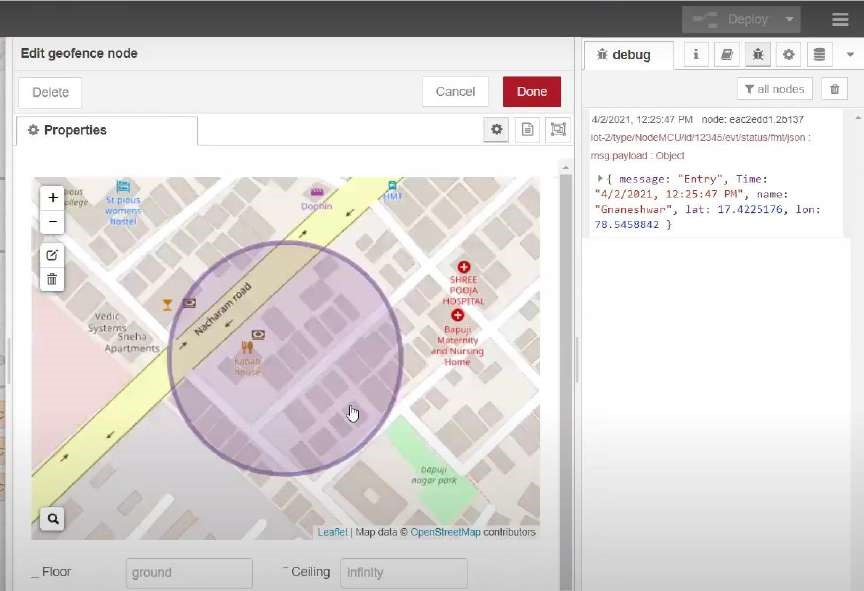 Deploy
Edit geofence node
debug
Delete
Cancel
Done
all nodes
Properties
4/2/2021, 12:25:47 PM node: eac2edd1.2b137
iot-2/type/NodeMCU/id/12345/evt/status/fmt/json :
msg.payload : Object
{ message: "Entry", Time:
"4/2/2021, 12:25:47 PM", name:
"Gnaneshwar", lat: 17.4225176, lon:
78.5458842 }
+
−
St pious
womens
hostel
Dolphin
HMT
SHREE
POOJA
HOSPITAL
Nacharam road
Vedic
Systems
Sneha
Apartments
Bapuji
Maternity
and Nursing
Home
Kabab
House
bapuji
nagar park
Leaflet | Map data © OpenStreetMap contributors
Floor
ground
Ceiling
Infinity